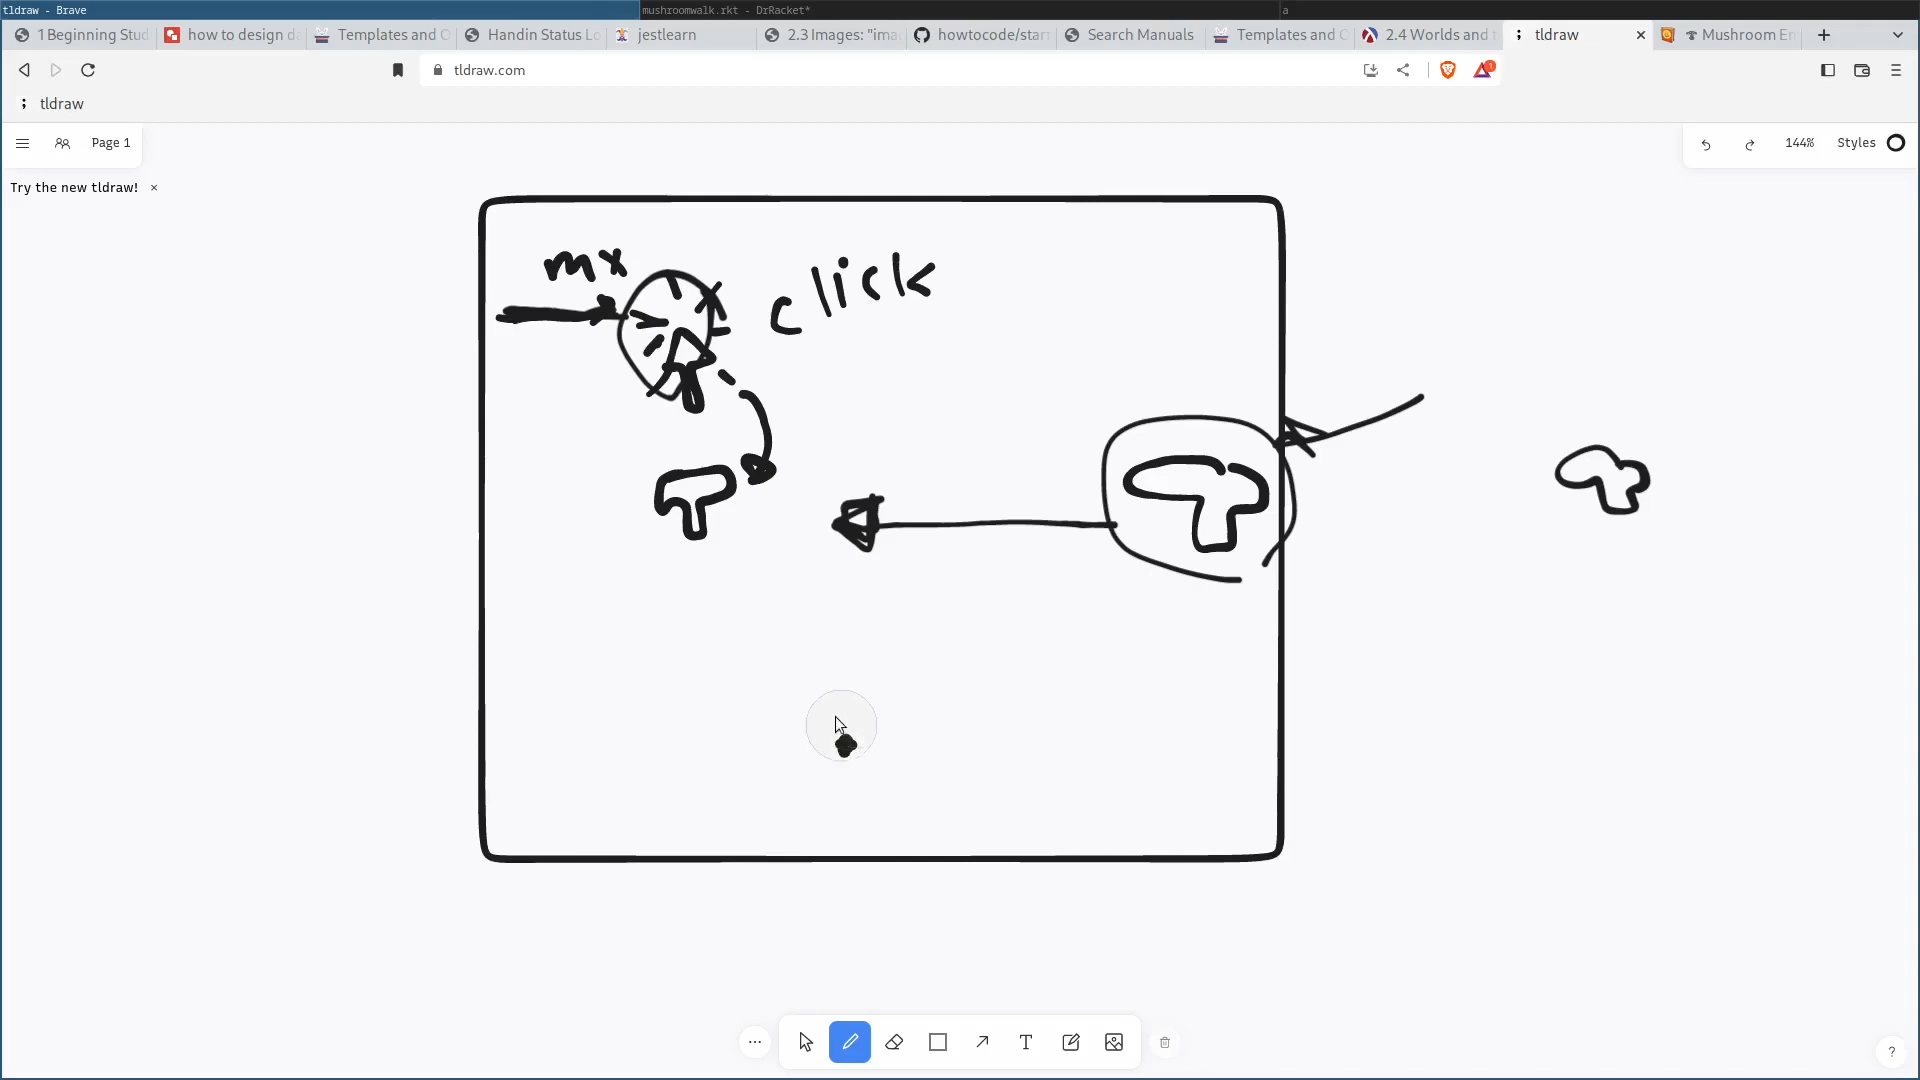 tldraw - Brave
mushroomwalk.rkt - DrRacket*
a
1 Beginning Stud
how to design da
Templates and O
Handin Status Lo
jestlearn
2.3 Images: "ima
howtocode/star
Search Manuals
Templates and O
2.4 Worlds and t
tldraw
Mushroom En
tldraw.com
1
tldraw
Page 1
144%
Styles
Try the new tldraw!
mx
click
T
?